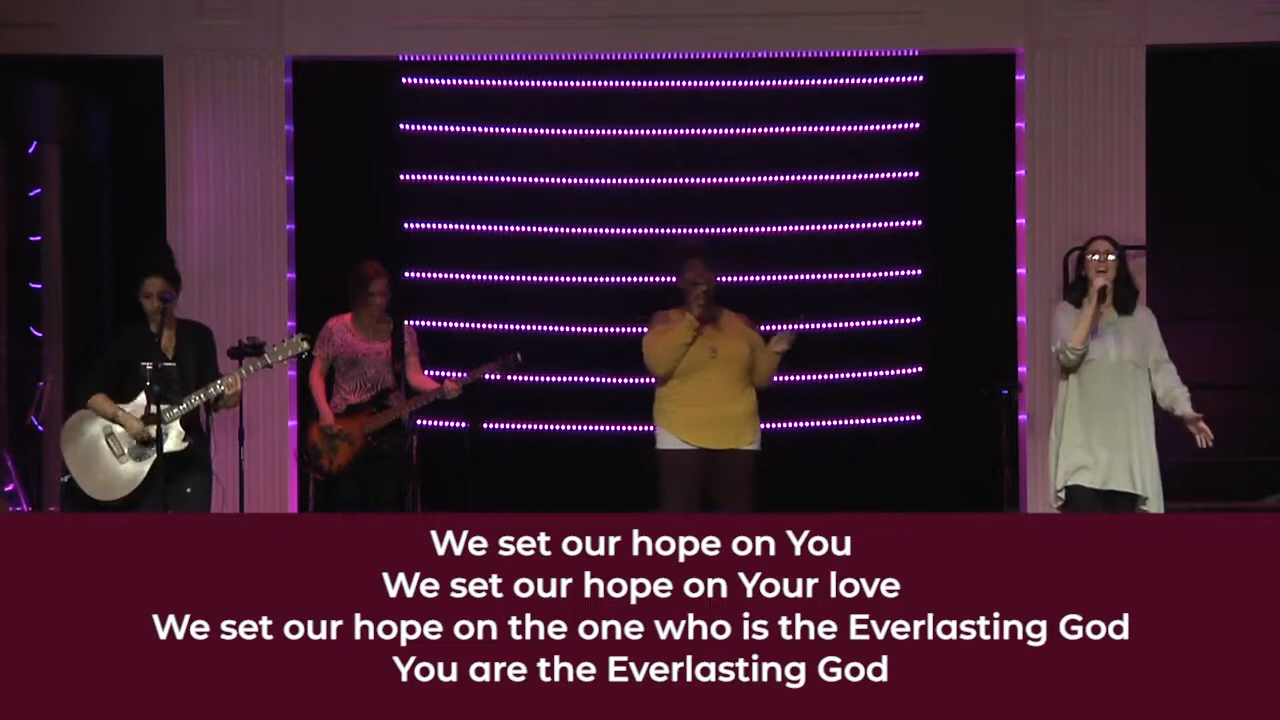 We set our hope on You
We set our hope on Your love
We set our hope on the one who is the Everlasting God
You are the Everlasting God